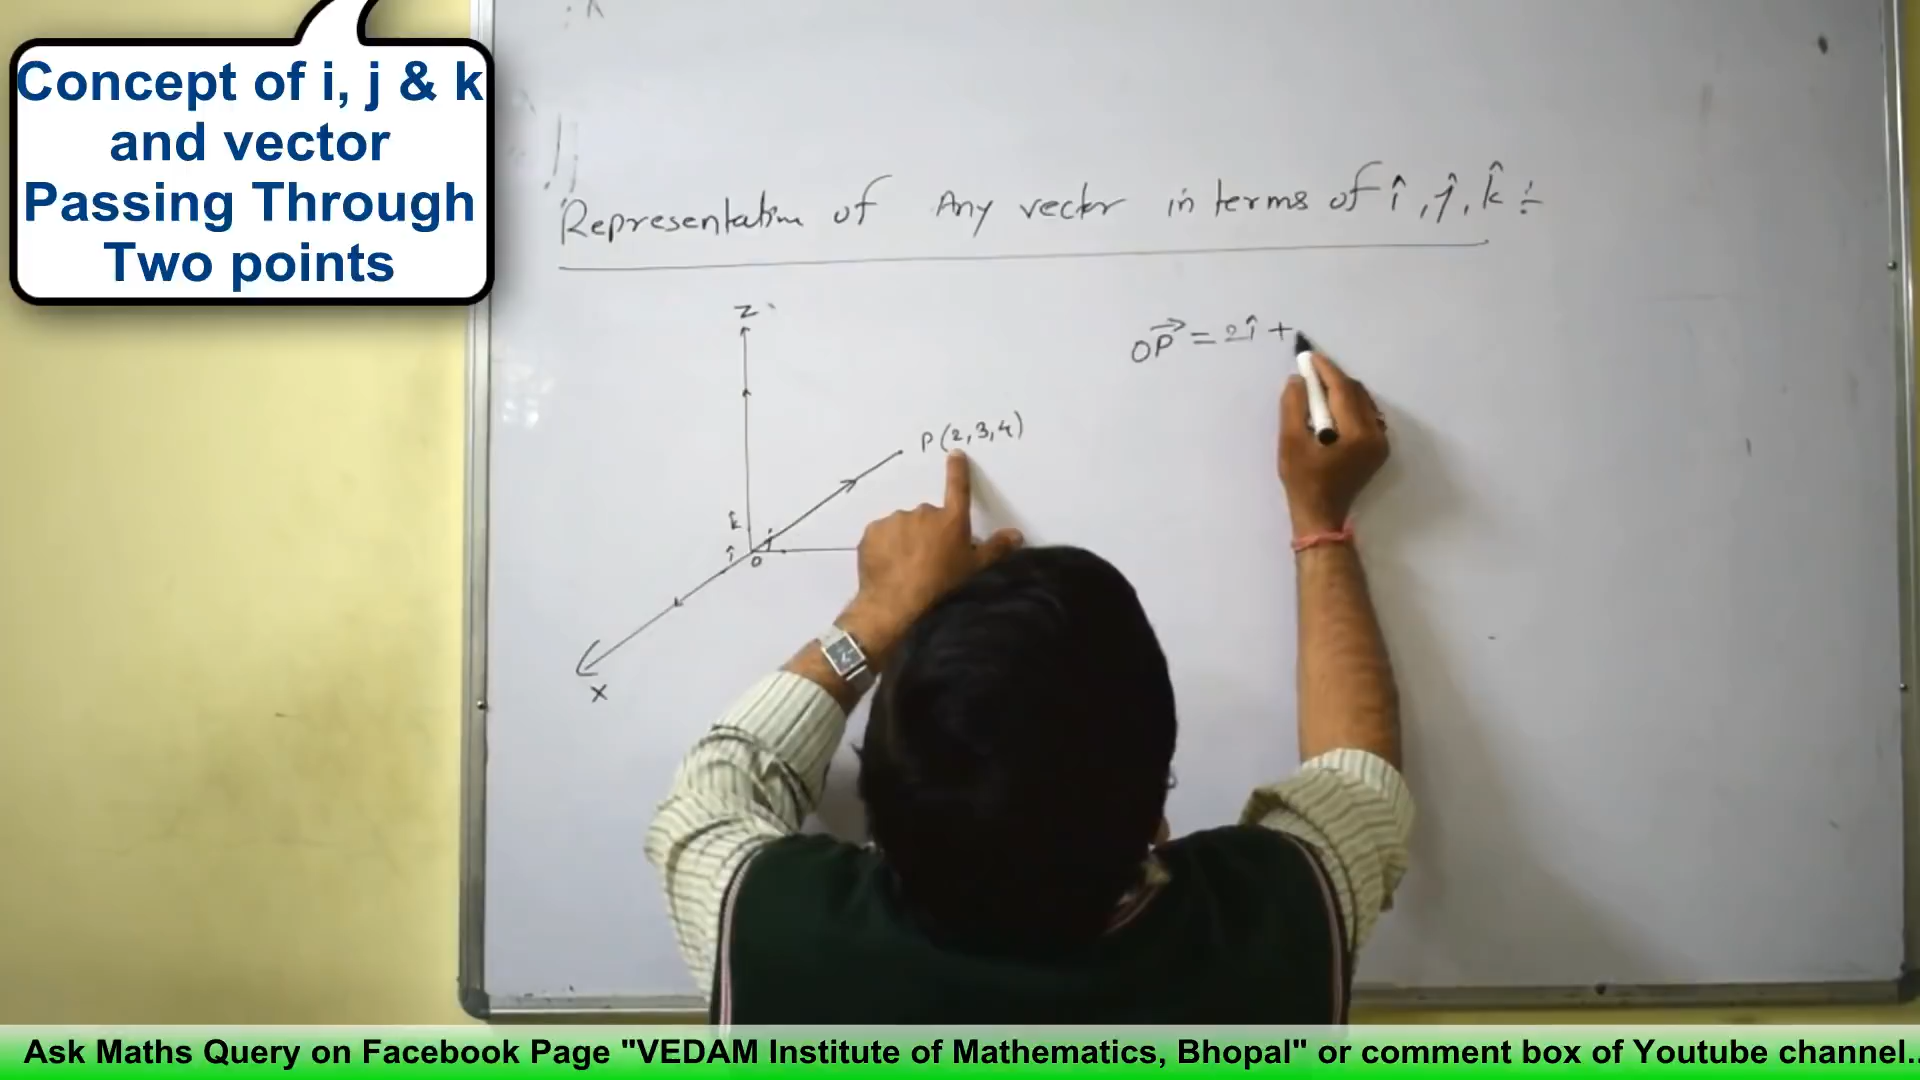 Concept of i, j & k
and vector
Passing Through
Two points
Representation of Any vector in terms of î, ĵ, k̂ ÷
Z
OP⃗ = 2î +
P(2,3,4)
k̂
î
j
O
X
Ask Maths Query on Facebook Page "VEDAM Institute of Mathematics, Bhopal" or comment box of Youtube channel..